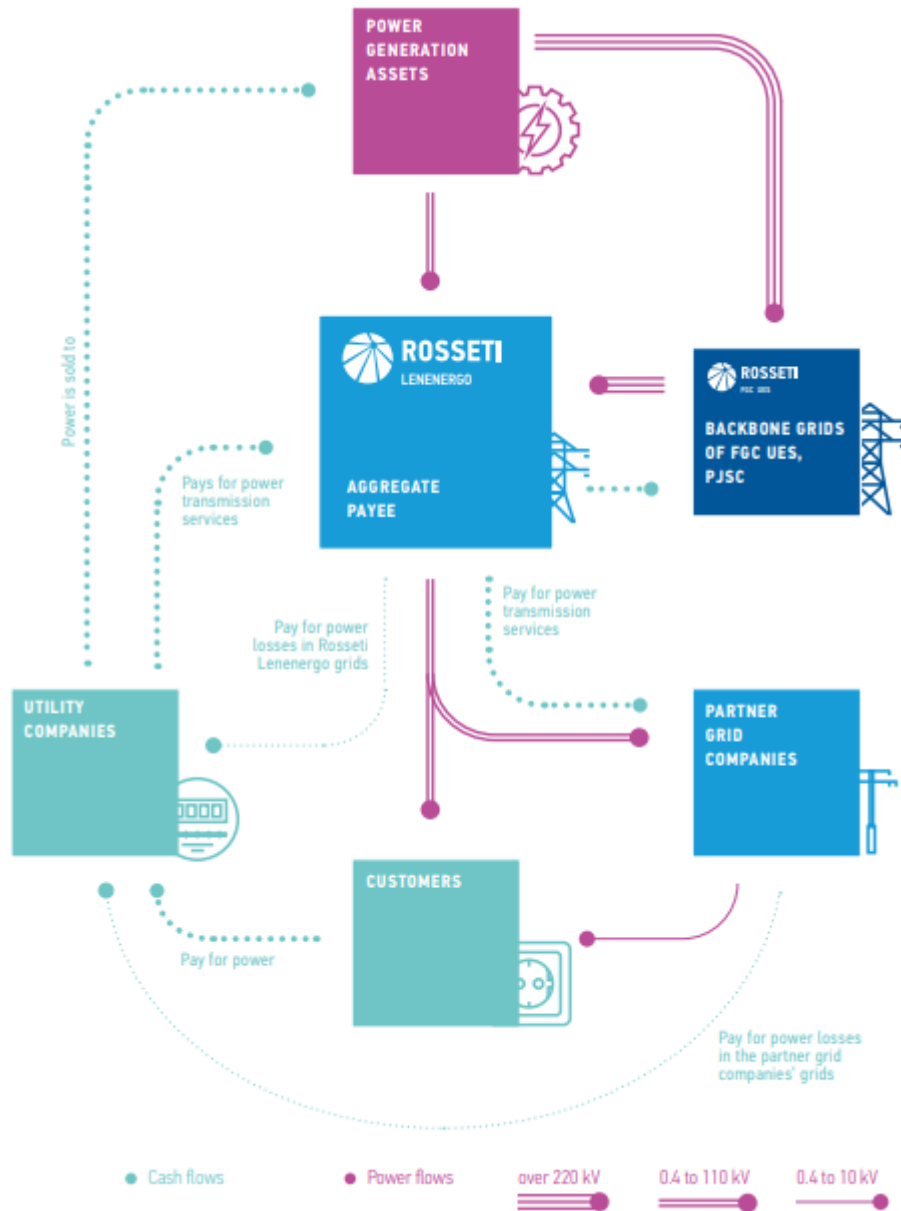 POWER
GENERATION
ASSETS
ROSSETI
LENENERGO
AGGREGATE
PAYEE
ROSSETI
FGC UES
BACKBONE GRIDS
OF FGC UES,
PJSC
Power is sold to
Pays for power
transmission
services
Pay for power
losses in Rosseti
Lenenergo grids
Pay for power
transmission
services
UTILITY
COMPANIES
PARTNER
GRID
COMPANIES
CUSTOMERS
Pay for power
Pay for power losses
in the partner grid
companies' grids
Cash flows
Power flows
over 220 kV
0.4 to 110 kV
0.4 to 10 kV